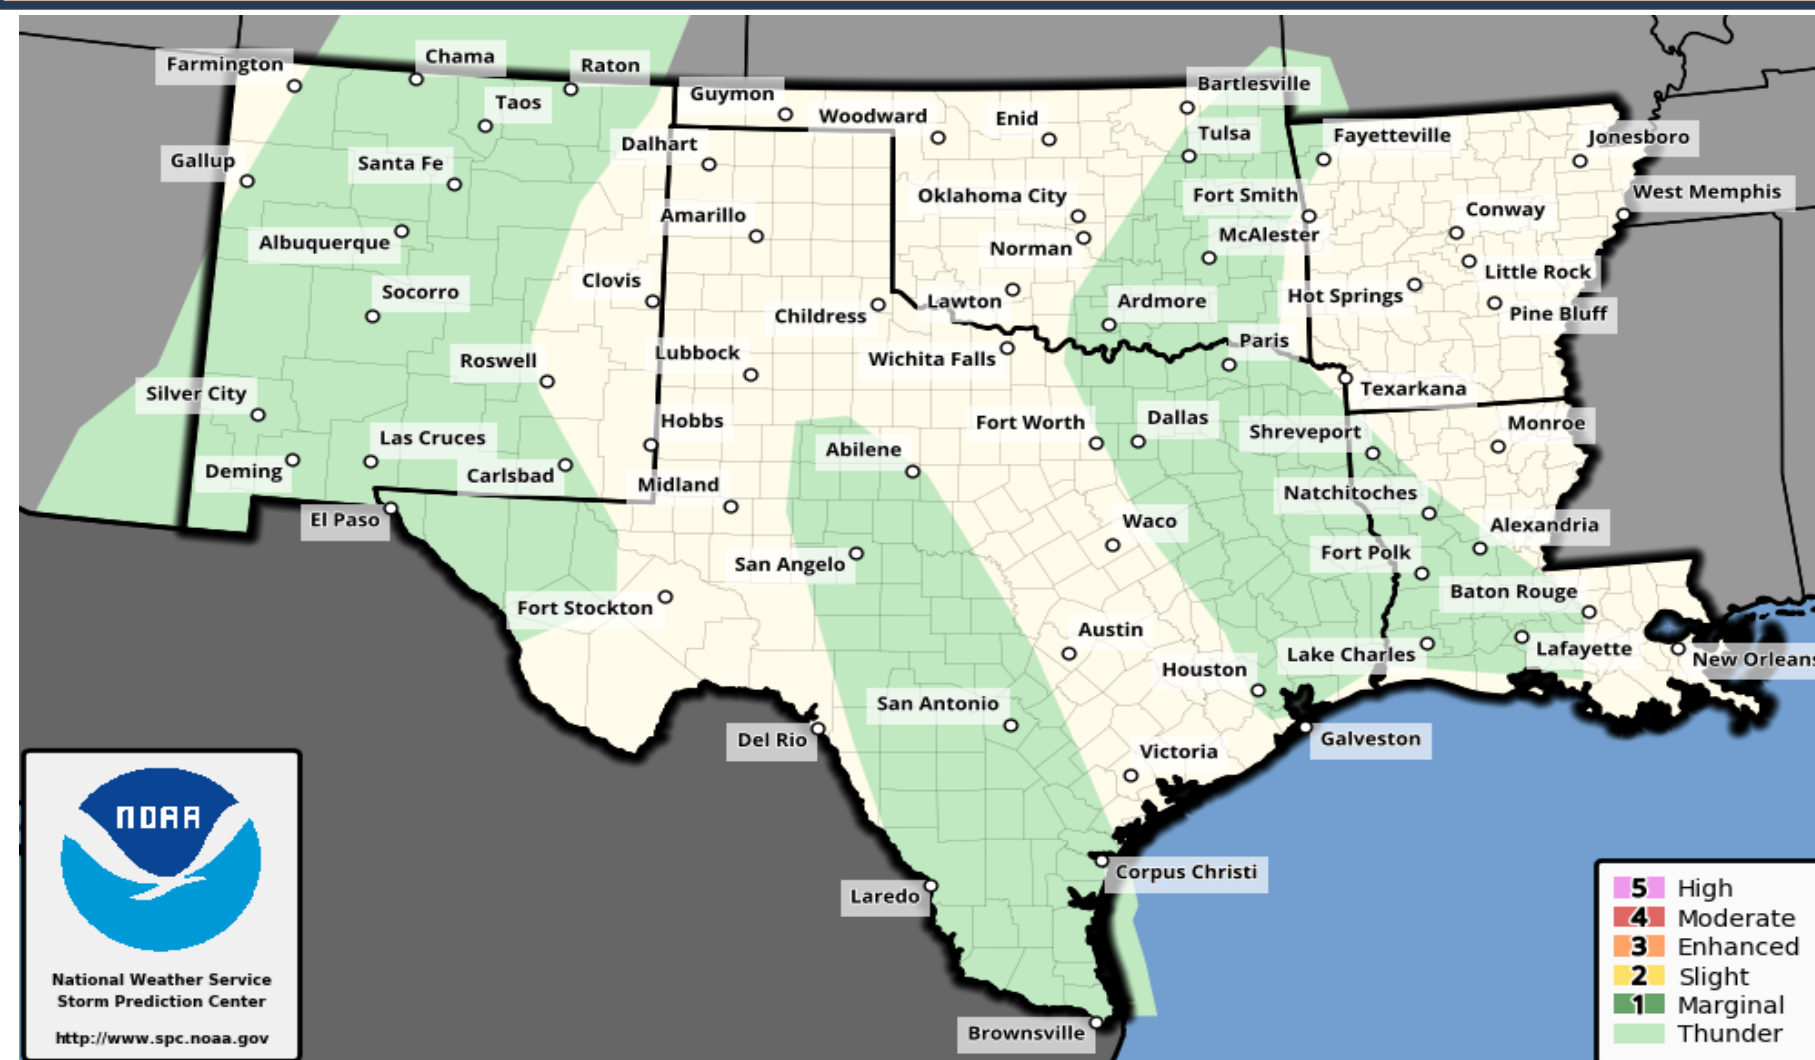 Farmington
Chama
Raton
Taos
Guymon
Woodward
Enid
Bartlesville
Tulsa
Fayetteville
Jonesboro
Gallup
Santa Fe
Dalhart
Oklahoma City
Fort Smith
West Memphis
Amarillo
Conway
Albuquerque
Norman
McAlester
Little Rock
Socorro
Clovis
Childress
Lawton
Ardmore
Hot Springs
Pine Bluff
Roswell
Lubbock
Wichita Falls
Paris
Silver City
Texarkana
Las Cruces
Hobbs
Fort Worth
Dallas
Shreveport
Monroe
Deming
Carlsbad
Midland
Abilene
Natchitoches
El Paso
Waco
Alexandria
San Angelo
Fort Polk
Fort Stockton
Baton Rouge
Austin
Houston
Lake Charles
Lafayette
New Orleans
San Antonio
Del Rio
Victoria
Galveston
Corpus Christi
Laredo
Brownsville
NOAA
National Weather Service
Storm Prediction Center
http://www.spc.noaa.gov
5 High
4 Moderate
3 Enhanced
2 Slight
1 Marginal
Thunder